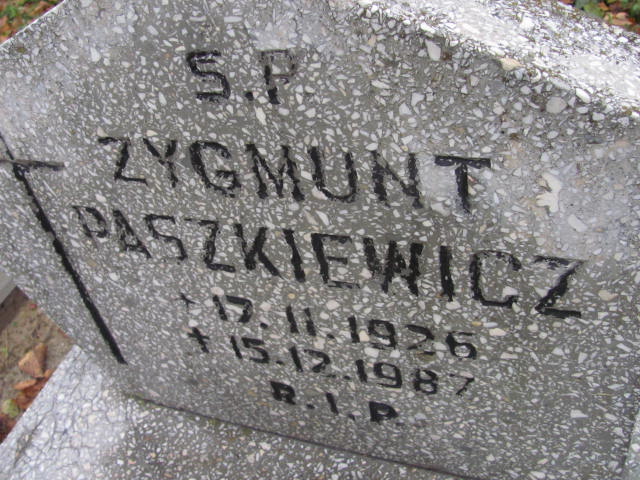 Ś.P.
ZYGMUNT
PASZKIEWICZ
* 17.11.1926
+ 15.12.1987
R.I.P.